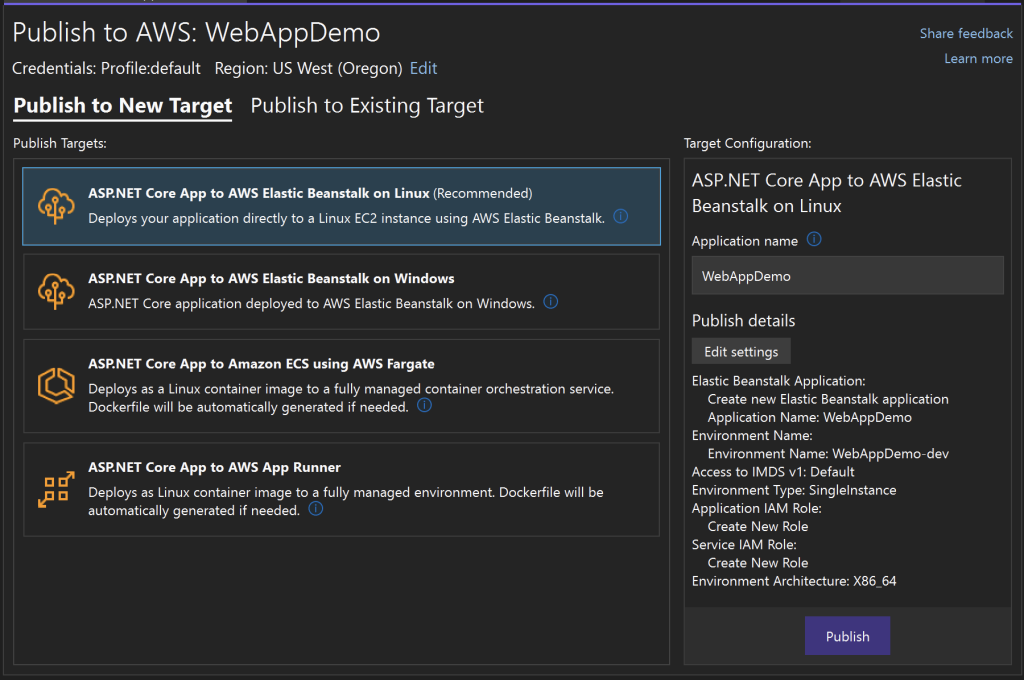 Publish to AWS: WebAppDemo
Share feedback
Learn more
Credentials: Profile:default Region: US West (Oregon) Edit
Publish to New Target Publish to Existing Target
Publish Targets:
ASP.NET Core App to AWS Elastic Beanstalk on Linux (Recommended)
Deploys your application directly to a Linux EC2 instance using AWS Elastic Beanstalk.
ASP.NET Core App to AWS Elastic Beanstalk on Windows
ASP.NET Core application deployed to AWS Elastic Beanstalk on Windows.
ASP.NET Core App to Amazon ECS using AWS Fargate
Deploys as a Linux container image to a fully managed container orchestration service.
Dockerfile will be automatically generated if needed.
ASP.NET Core App to AWS App Runner
Deploys as Linux container image to a fully managed environment. Dockerfile will be
automatically generated if needed.
Target Configuration:
ASP.NET Core App to AWS Elastic
Beanstalk on Linux
Application name
WebAppDemo
Publish details
Edit settings
Elastic Beanstalk Application:
Create new Elastic Beanstalk application
Application Name: WebAppDemo
Environment Name:
Environment Name: WebAppDemo-dev
Access to IMDS v1: Default
Environment Type: SingleInstance
Application IAM Role:
Create New Role
Service IAM Role:
Create New Role
Environment Architecture: X86_64
Publish